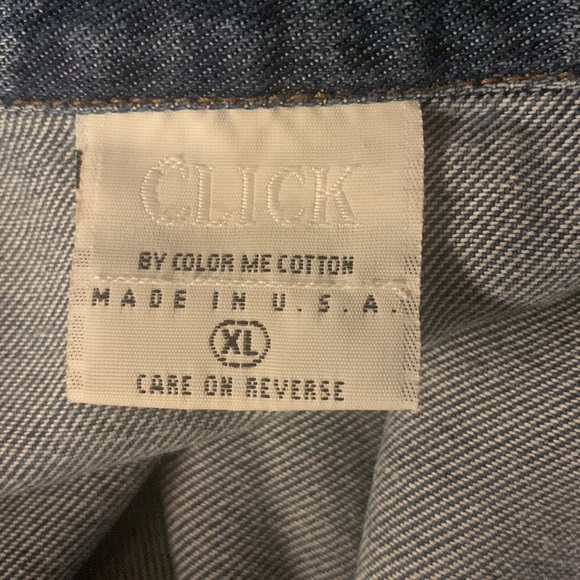 CLICK
BY COLOR ME COTTON
MADE IN U.S.A.
XL
CARE ON REVERSE